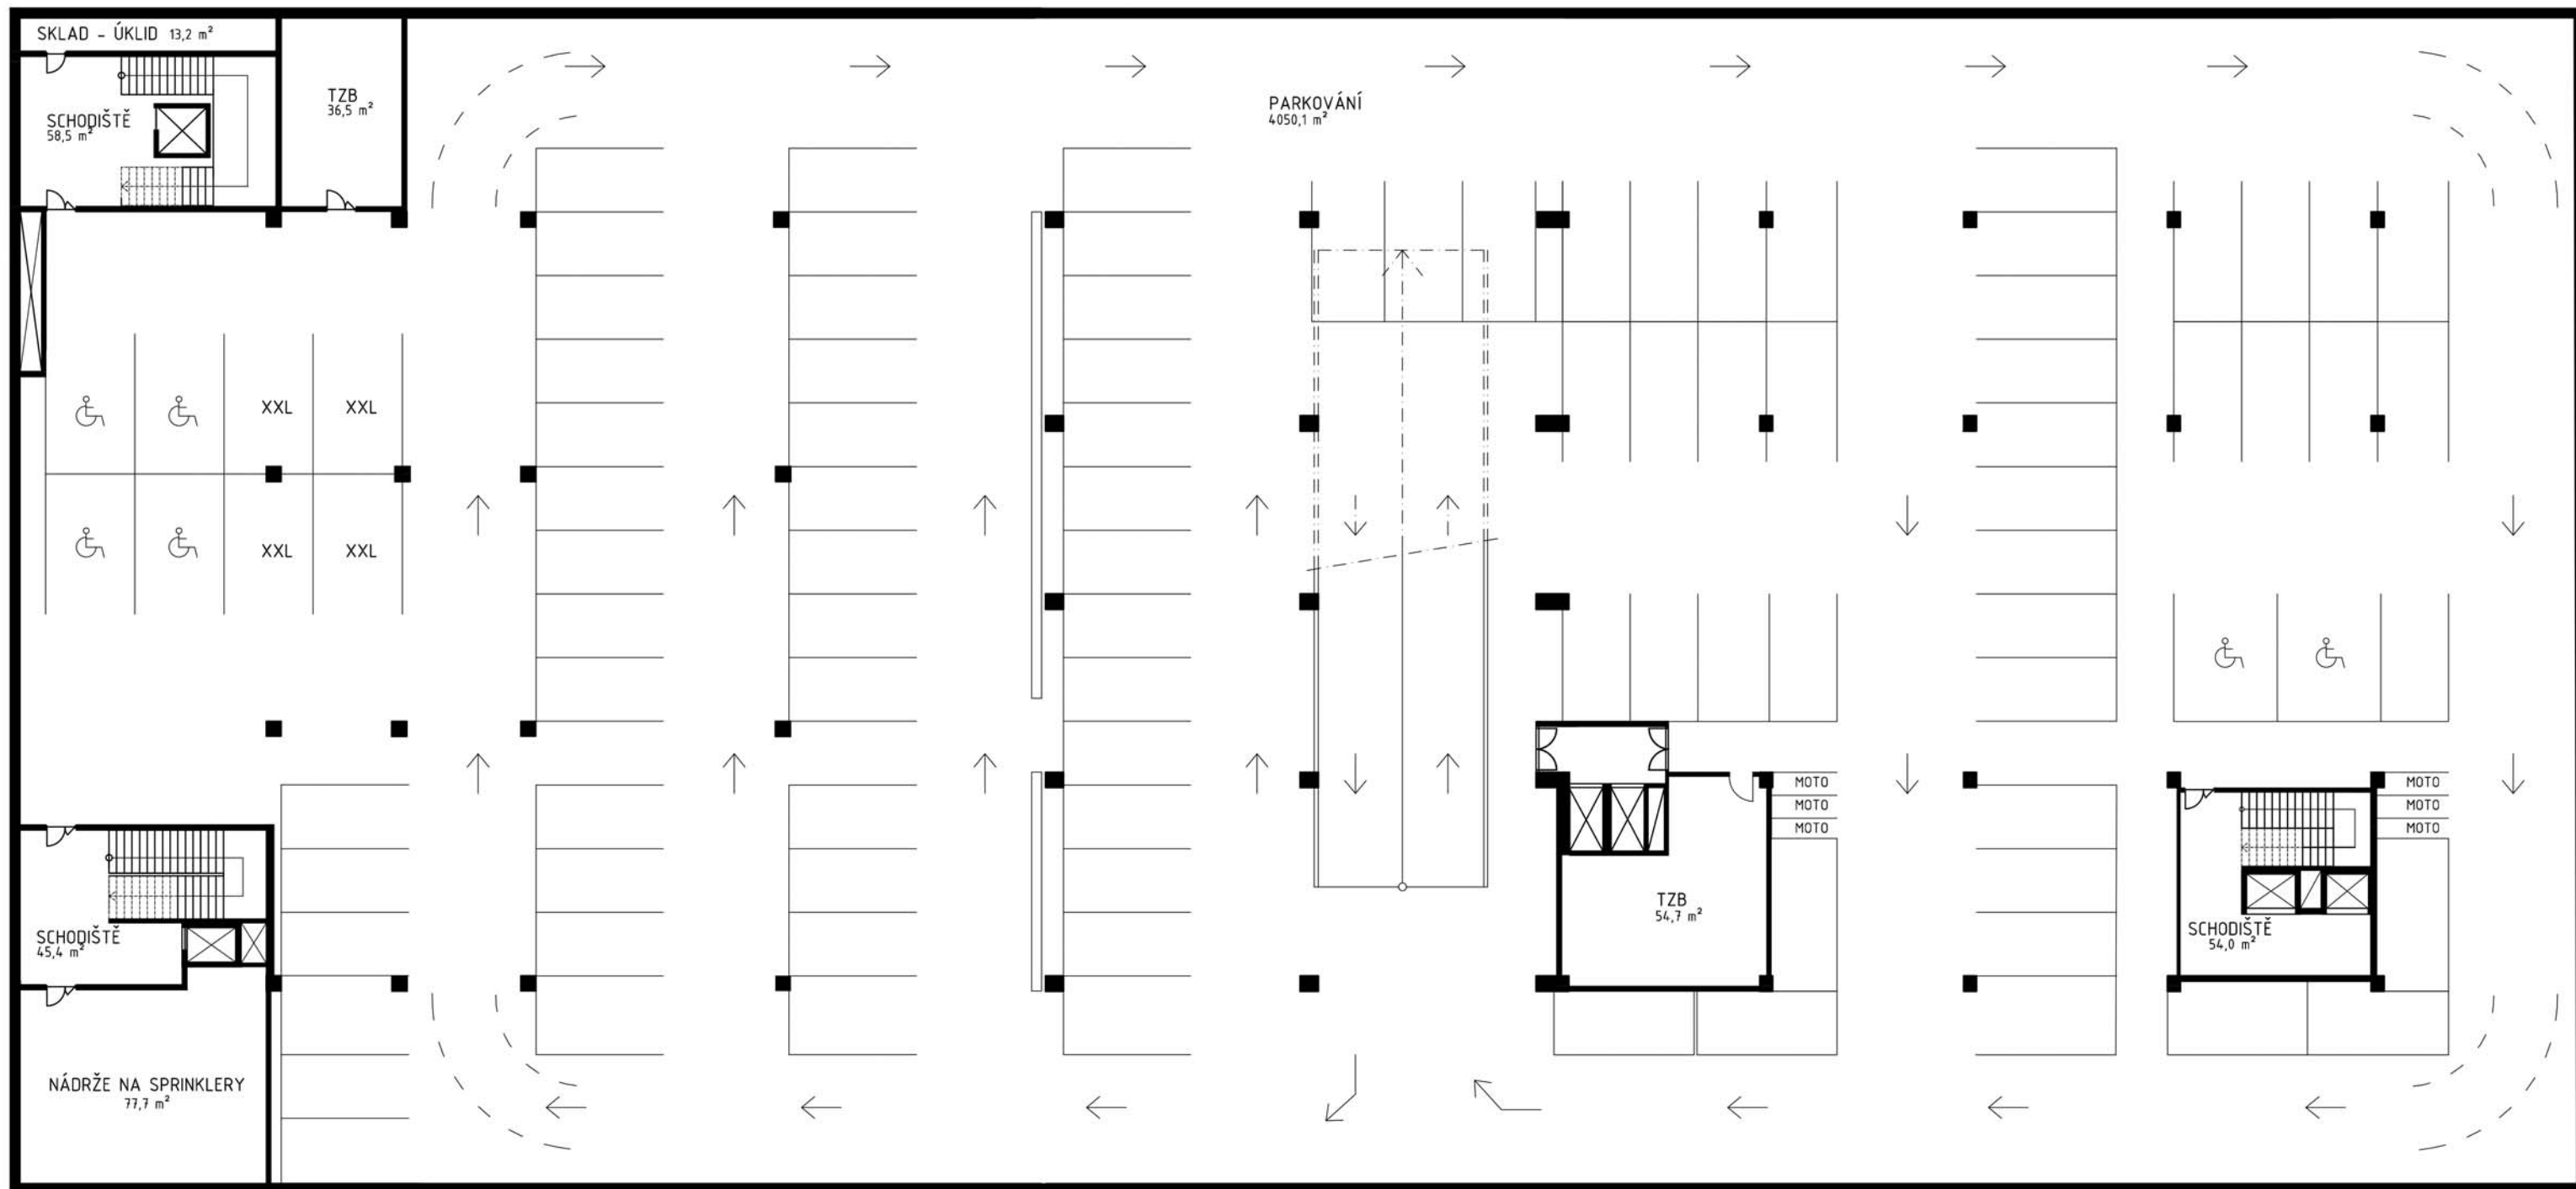 SKLAD - ÚKLID 13,2 m²
TZB
36,5 m²
PARKOVÁNÍ
4050,1 m²
SCHODIŠTĚ
58,5 m²
XXL
XXL
XXL
XXL
MOTO
MOTO
MOTO
MOTO
MOTO
MOTO
TZB
54,7 m²
SCHODIŠTĚ
54,0 m²
SCHODIŠTĚ
45,4 m²
NÁDRŽE NA SPRINKLERY
77,7 m²